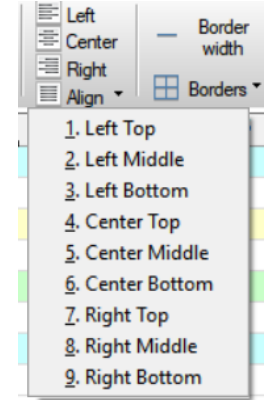 Left
Center
Right
Align
Border
width
Borders
1. Left Top
2. Left Middle
3. Left Bottom
4. Center Top
5. Center Middle
6. Center Bottom
7. Right Top
8. Right Middle
9. Right Bottom